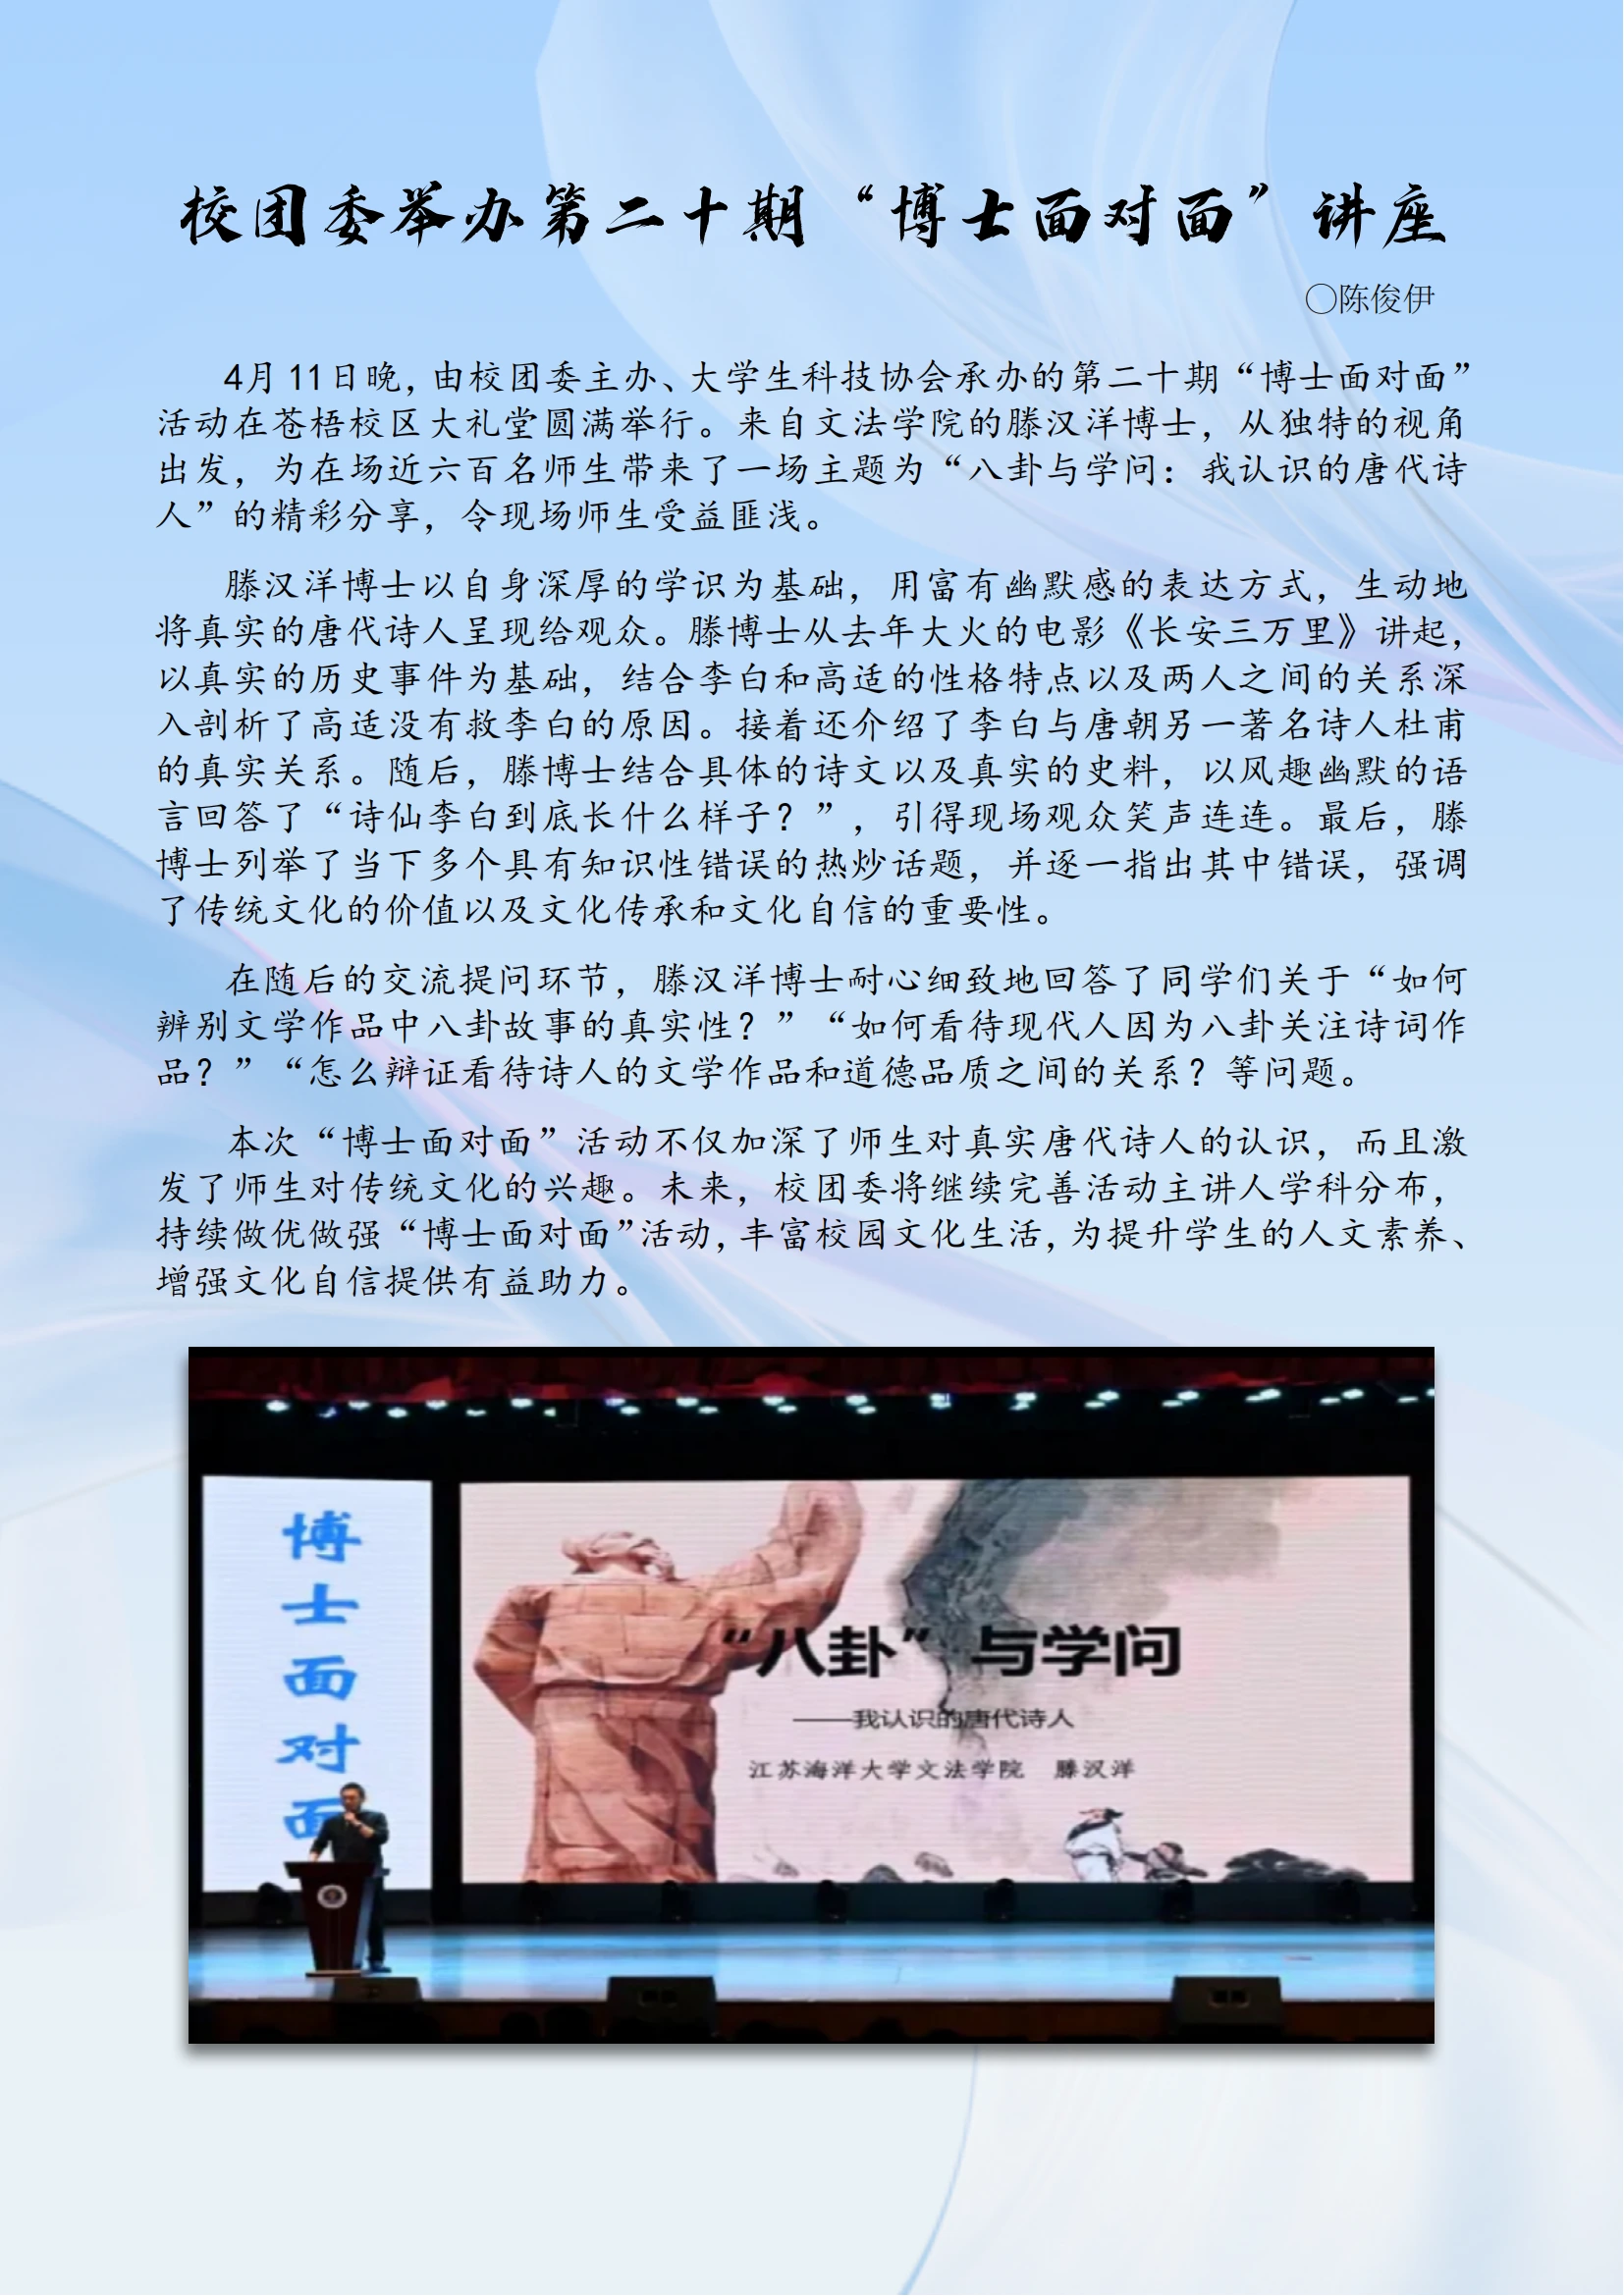 校团委举办第二十期“博士面对面”讲座
〇陈俊伊
4月11日晚，由校团委主办、大学生科技协会承办的第二十期“博士面对面”
活动在苍梧校区大礼堂圆满举行。来自文法学院的滕汉洋博士，从独特的视角
出发，为在场近六百名师生带来了一场主题为“八卦与学问：我认识的唐代诗
人”的精彩分享，令现场师生受益匪浅。
滕汉洋博士以自身深厚的学识为基础，用富有幽默感的表达方式，生动地
将真实的唐代诗人呈现给观众。滕博士从去年大火的电影《长安三万里》讲起，
以真实的历史事件为基础，结合李白和高适的性格特点以及两人之间的关系深
入剖析了高适没有救李白的原因。接着还介绍了李白与唐朝另一著名诗人杜甫
的真实关系。随后，滕博士结合具体的诗文以及真实的史料，以风趣幽默的语
言回答了“诗仙李白到底长什么样子？”，引得现场观众笑声连连。最后，滕
博士列举了当下多个具有知识性错误的热炒话题，并逐一指出其中错误，强调
了传统文化的价值以及文化传承和文化自信的重要性。
在随后的交流提问环节，滕汉洋博士耐心细致地回答了同学们关于“如何
辨别文学作品中八卦故事的真实性？”“如何看待现代人因为八卦关注诗词作
品？”“怎么辩证看待诗人的文学作品和道德品质之间的关系？等问题。
本次“博士面对面”活动不仅加深了师生对真实唐代诗人的认识，而且激
发了师生对传统文化的兴趣。未来，校团委将继续完善活动主讲人学科分布，
持续做优做强“博士面对面”活动，丰富校园文化生活，为提升学生的人文素养、
增强文化自信提供有益助力。
博士面对面
“八卦”与学问
——我认识的唐代诗人
江苏海洋大学文法学院 滕汉洋